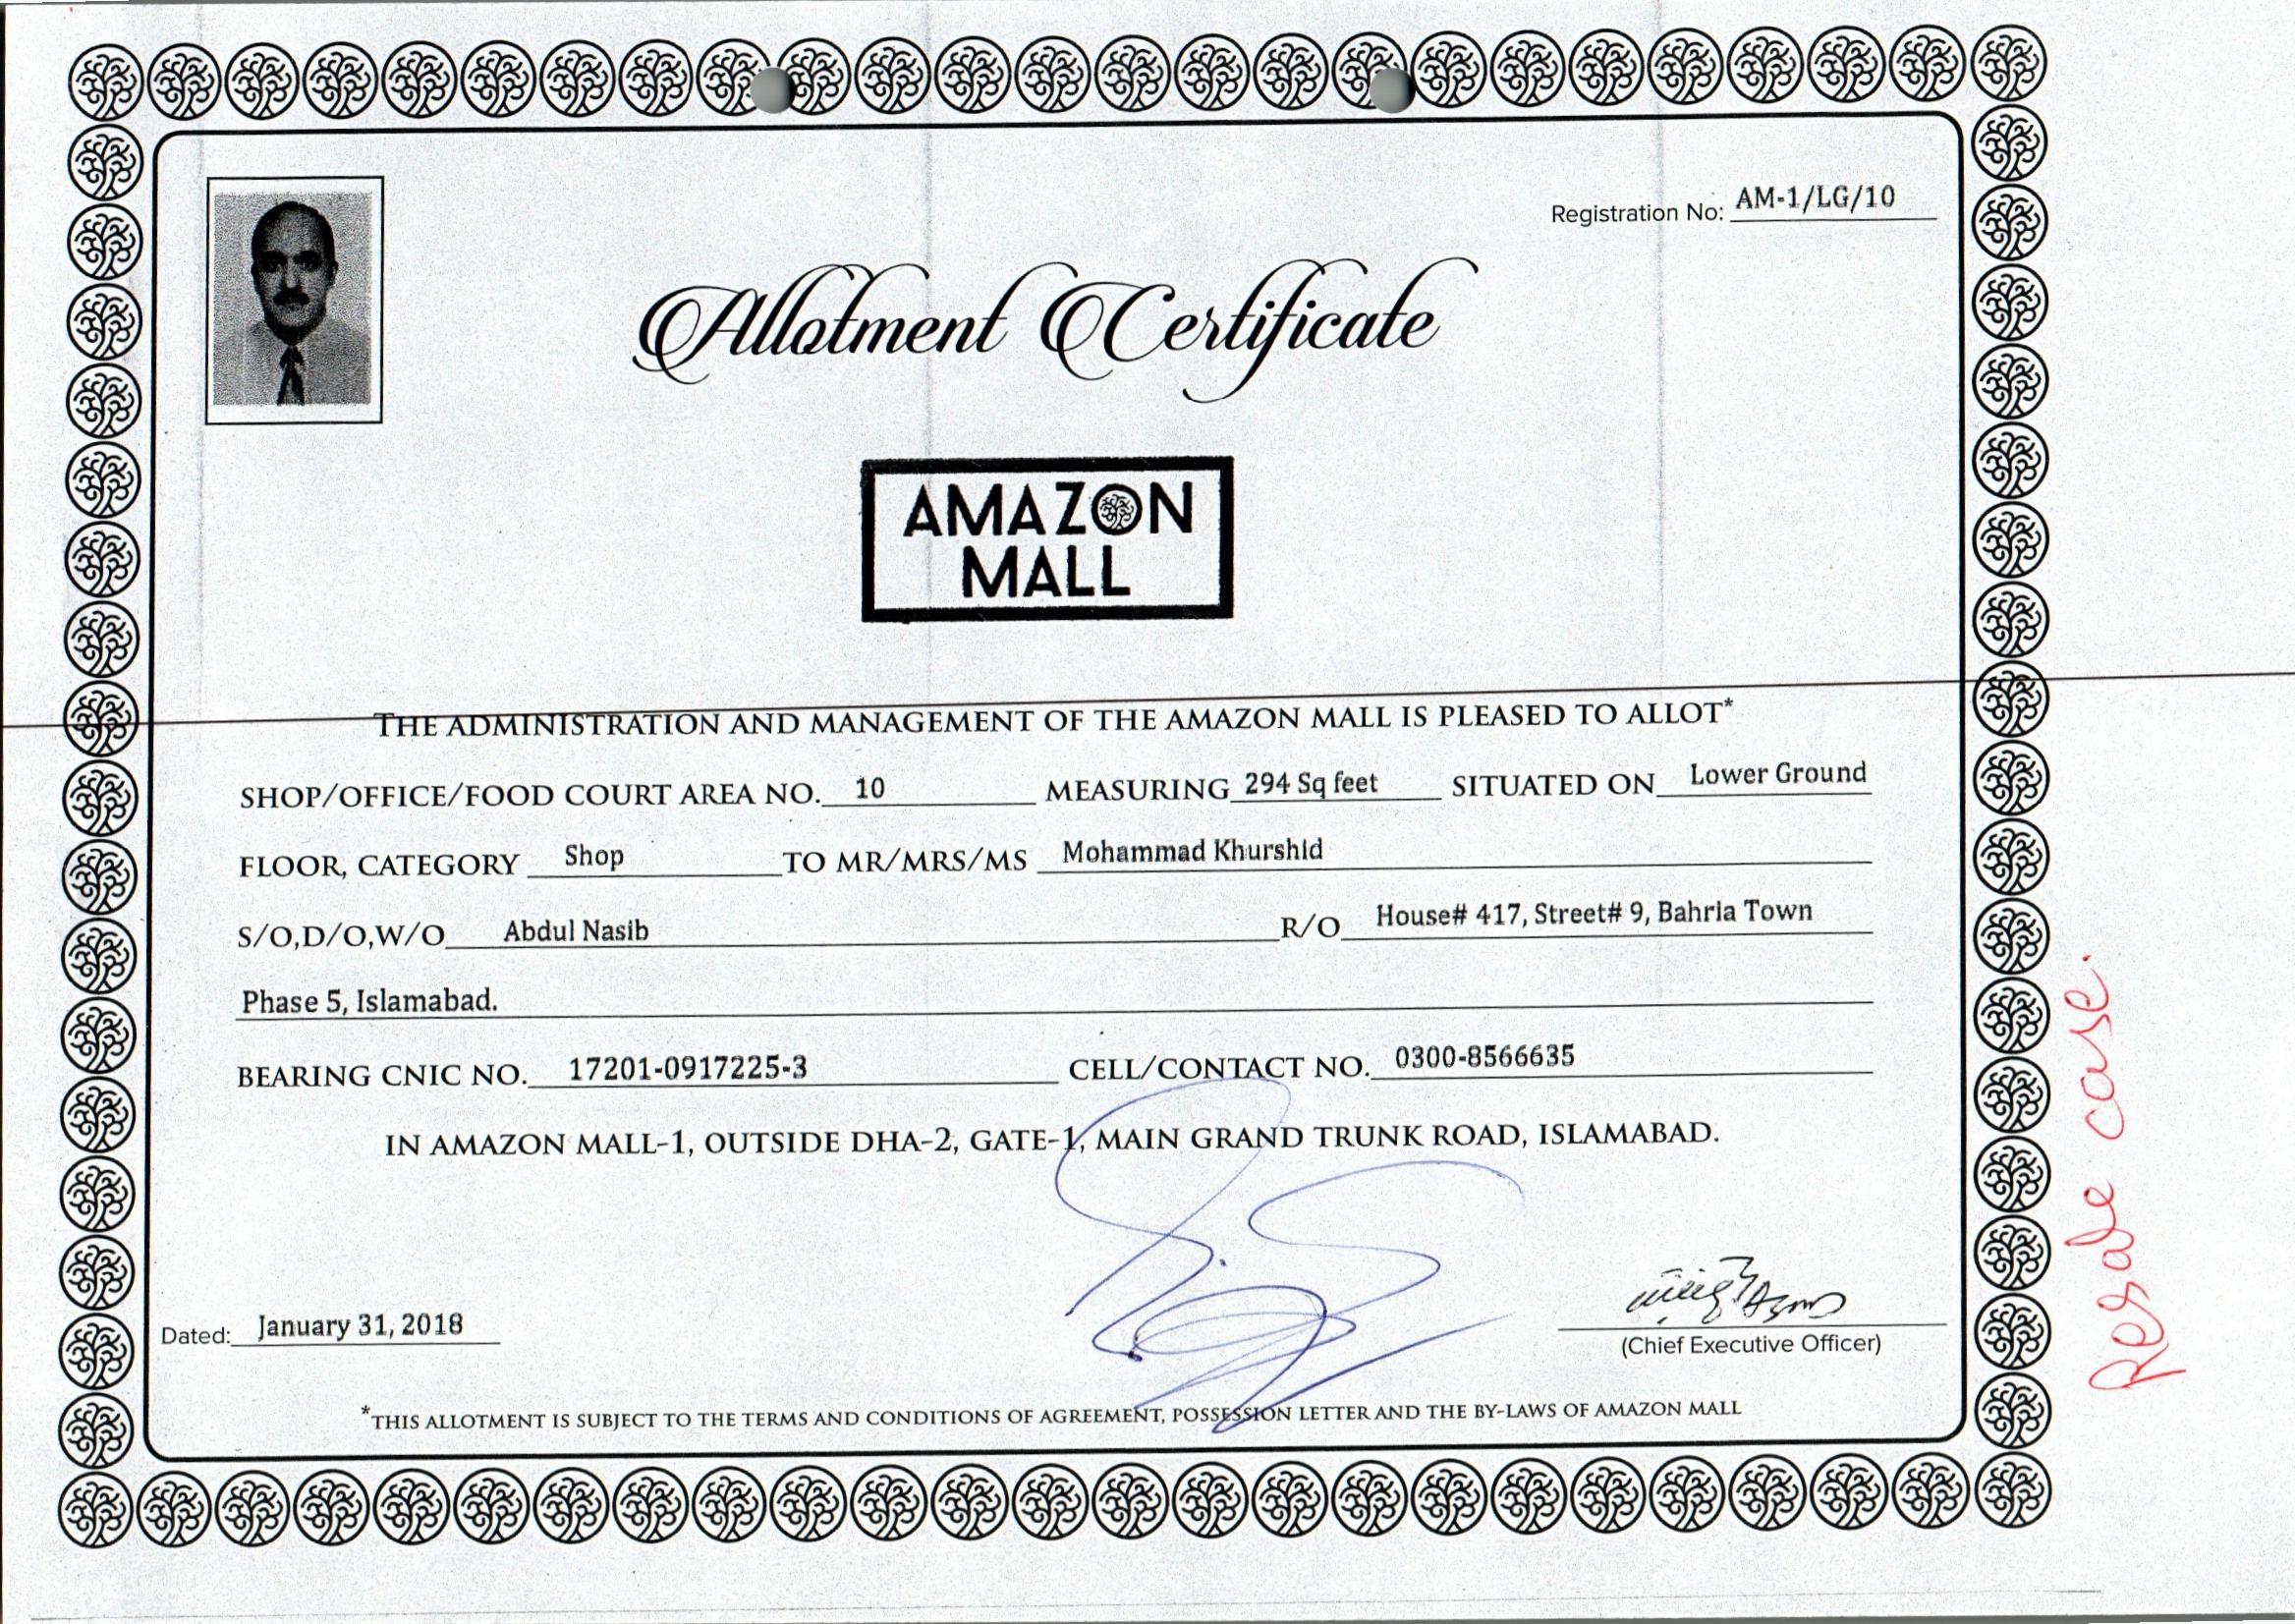 Registration No: AM-1/LG/10
Allotment Certificate
AMAZON
MALL
THE ADMINISTRATION AND MANAGEMENT OF THE AMAZON MALL IS PLEASED TO ALLOT*
SHOP/OFFICE/FOOD COURT AREA NO. 10 MEASURING 294 Sq feet SITUATED ON Lower Ground
FLOOR, CATEGORY Shop TO MR/MRS/MS Mohammad Khurshid
S/O,D/O,W/O Abdul Nasib R/O House# 417, Street# 9, Bahria Town
Phase 5, Islamabad.
BEARING CNIC NO. 17201-0917225-3 CELL/CONTACT NO. 0300-8566635
IN AMAZON MALL-1, OUTSIDE DHA-2, GATE-1, MAIN GRAND TRUNK ROAD, ISLAMABAD.
Dated: January 31, 2018
(Chief Executive Officer)
*THIS ALLOTMENT IS SUBJECT TO THE TERMS AND CONDITIONS OF AGREEMENT, POSSESSION LETTER AND THE BY-LAWS OF AMAZON MALL
Resale case.